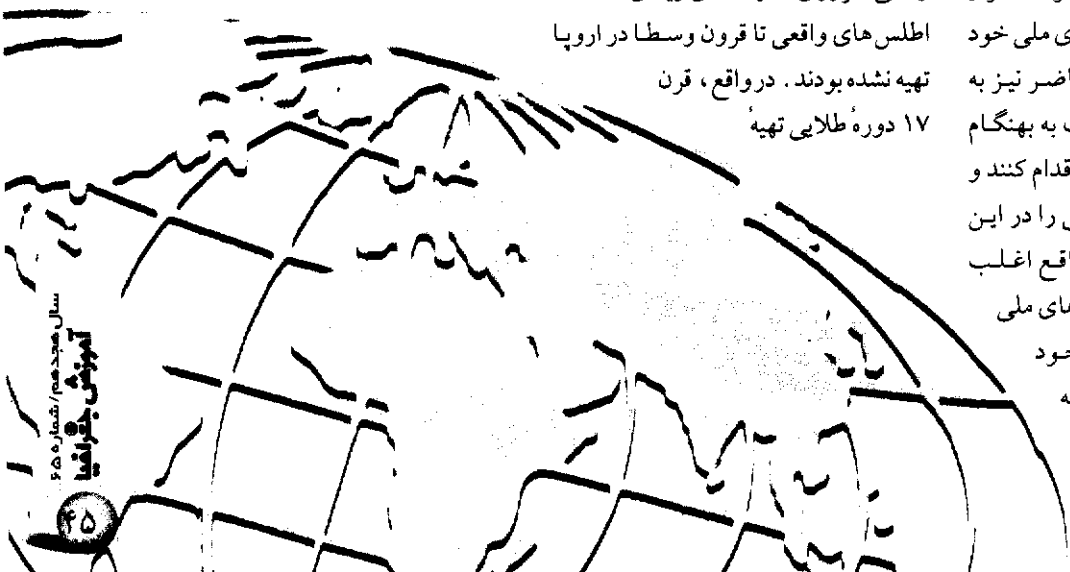 ی ملی خود
اضر نیز به
ب به بهنگام
قدام کنند و
ی را در این
اقع اغلب
های ملی
خود
ه
اطلس‌های واقعی تا قرون وسطا در اروپا
تهیه نشده بودند. درواقع، قرن
۱۷ دورهٔ طلایی تهیهٔ
سال هجدهم/شماره ۶۵
آموزش جغرافیا
۴۵